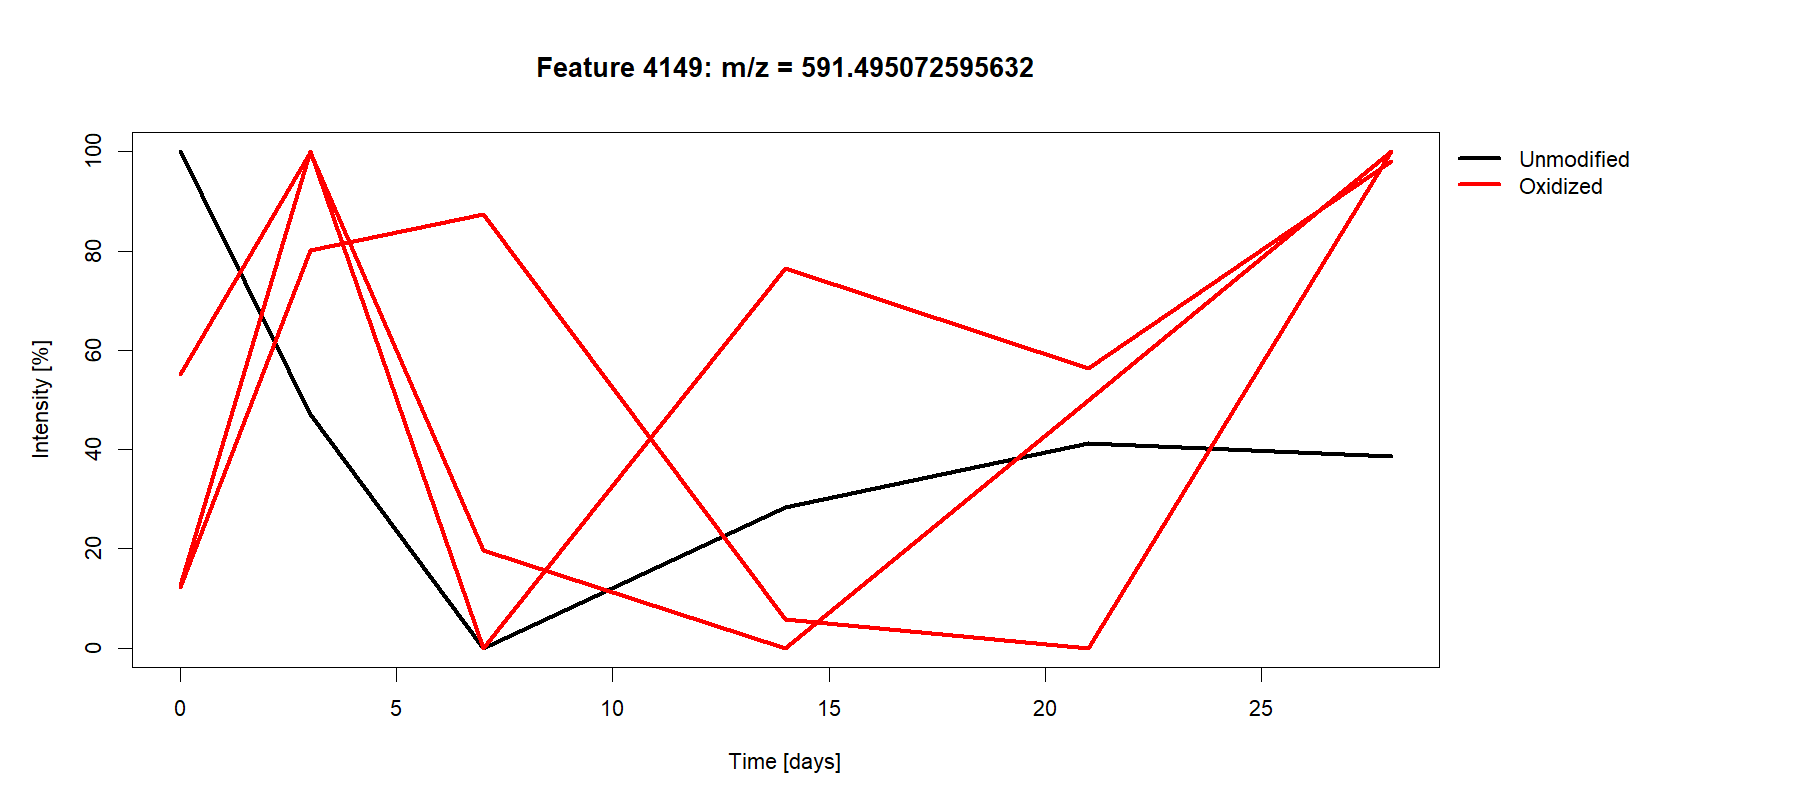 Feature 4149: m/z = 591.495072595632
Unmodified
Oxidized
Intensity [%]
100
80
60
40
20
0
0 5 10 15 20 25
Time [days]